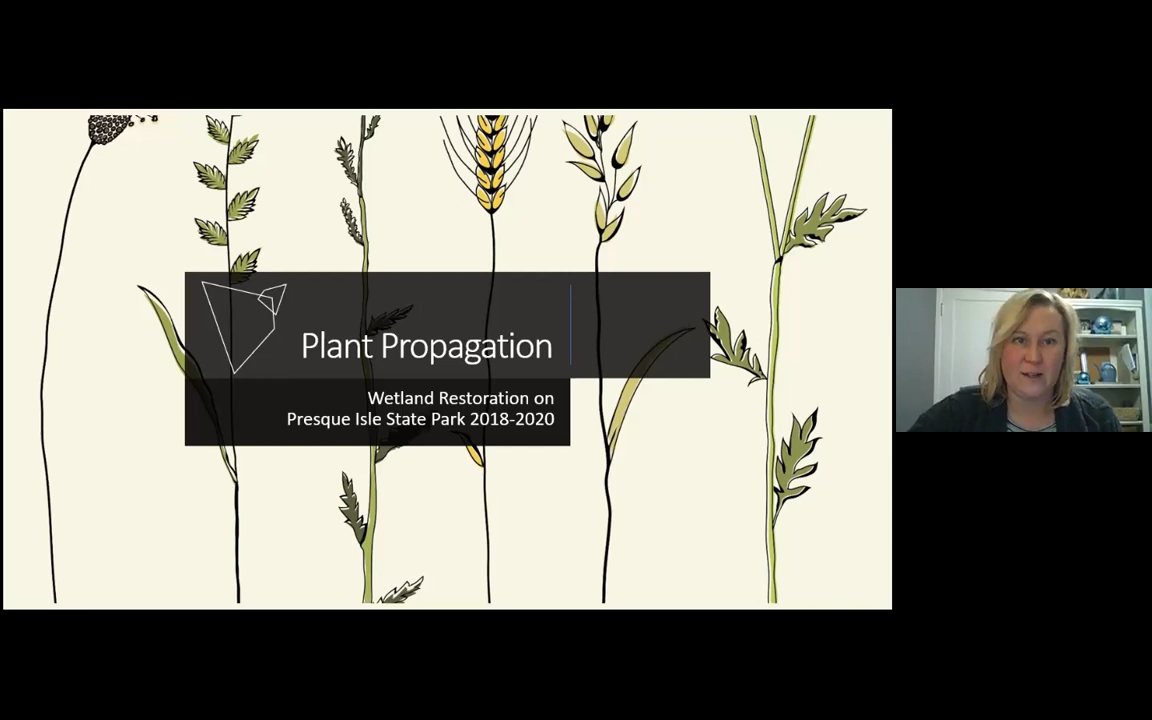 Plant Propagation
Wetland Restoration on
Presque Isle State Park 2018-2020